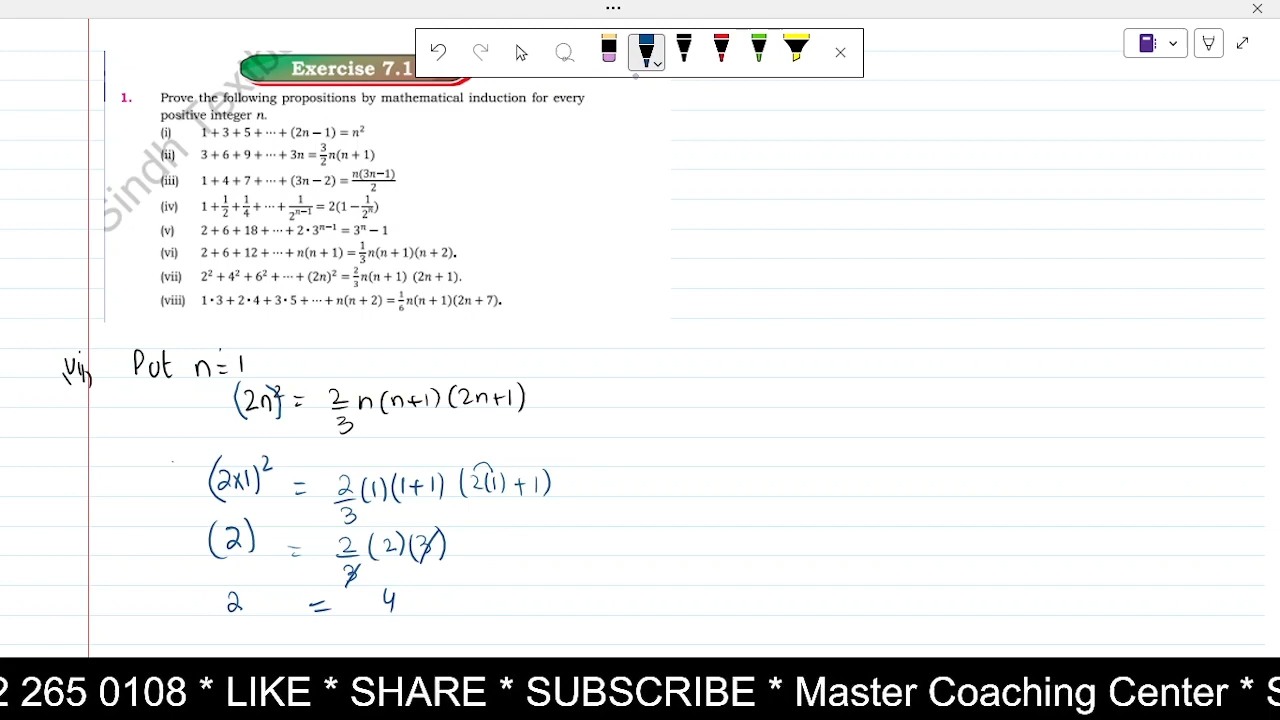 Exercise 7.1
Sindh Textbo
1. Prove the following propositions by mathematical induction for every
positive integer n.
(i) 1 + 3 + 5 + ⋯ + (2n − 1) = n²
(ii) 3 + 6 + 9 + ⋯ + 3n = 3/2 n(n + 1)
(iii) 1 + 4 + 7 + ⋯ + (3n − 2) = n(3n−1)/2
(iv) 1 + 1/2 + 1/4 + ⋯ + 1/2ⁿ⁻¹ = 2(1 − 1/2ⁿ)
(v) 2 + 6 + 18 + ⋯ + 2 • 3ⁿ⁻¹ = 3ⁿ − 1
(vi) 2 + 6 + 12 + ⋯ + n(n + 1) = 1/3 n(n + 1)(n + 2).
(vii) 2² + 4² + 6² + ⋯ + (2n)² = 2/3 n(n + 1) (2n + 1).
(viii) 1 • 3 + 2 • 4 + 3 • 5 + ⋯ + n(n + 2) = 1/6 n(n + 1)(2n + 7).
vii) Put n = 1
(2n)² = 2/3 n(n+1)(2n+1)
(2×1)² = 2/3 (1)(1+1)(2(1)+1)
(2) = 2/3 (2)(3)
2 = 4
2 265 0108 * LIKE * SHARE * SUBSCRIBE * Master Coaching Center * S